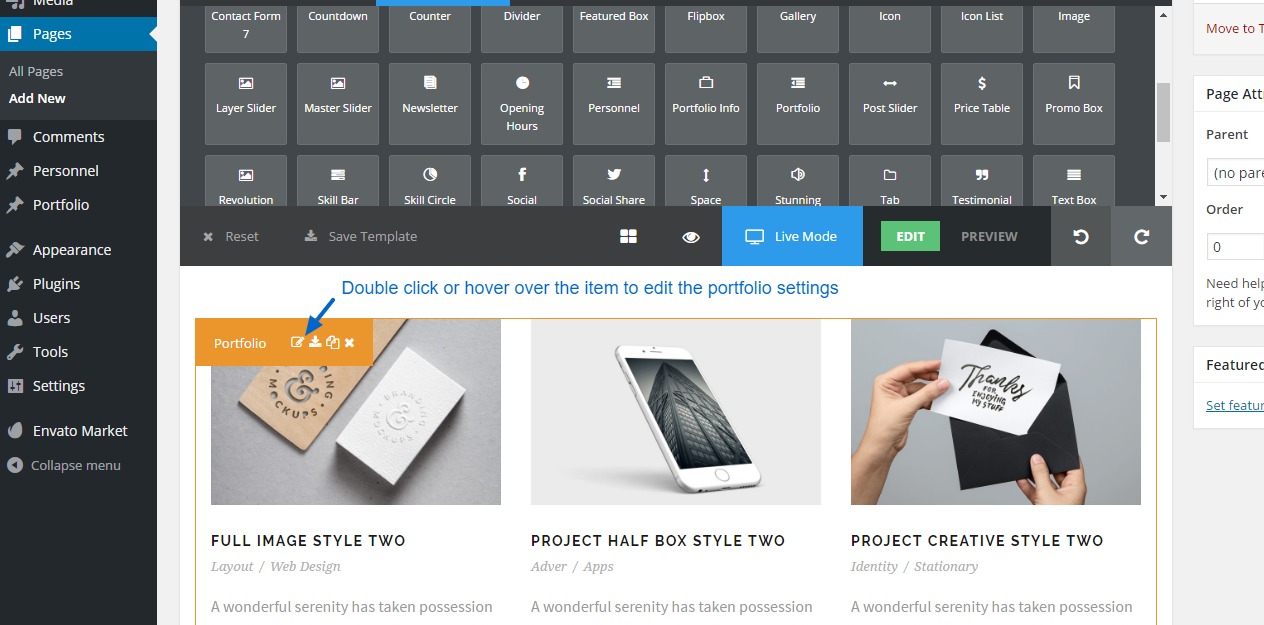 Media
Pages
All Pages
Add New
Comments
Personnel
Portfolio
Appearance
Plugins
Users
Tools
Settings
Envato Market
Collapse menu
Contact Form 7
Countdown
Counter
Divider
Featured Box
Flipbox
Gallery
Icon
Icon List
Image
Layer Slider
Master Slider
Newsletter
Opening Hours
Personnel
Portfolio Info
Portfolio
Post Slider
Price Table
Promo Box
Revolution
Skill Bar
Skill Circle
Social
Social Share
Space
Stunning
Tab
Testimonial
Text Box
Reset
Save Template
Live Mode
EDIT
PREVIEW
Double click or hover over the item to edit the portfolio settings
Portfolio
BRANDING
MOCKUPS
Thanks
FOR
ENJOYING
MY STUFF
FULL IMAGE STYLE TWO
Layout / Web Design
A wonderful serenity has taken possession
PROJECT HALF BOX STYLE TWO
Adver / Apps
A wonderful serenity has taken possession
PROJECT CREATIVE STYLE TWO
Identity / Stationary
A wonderful serenity has taken possession
Move to T
Page Att
Parent
(no pare
Order
0
Need help
right of yo
Featured
Set featur